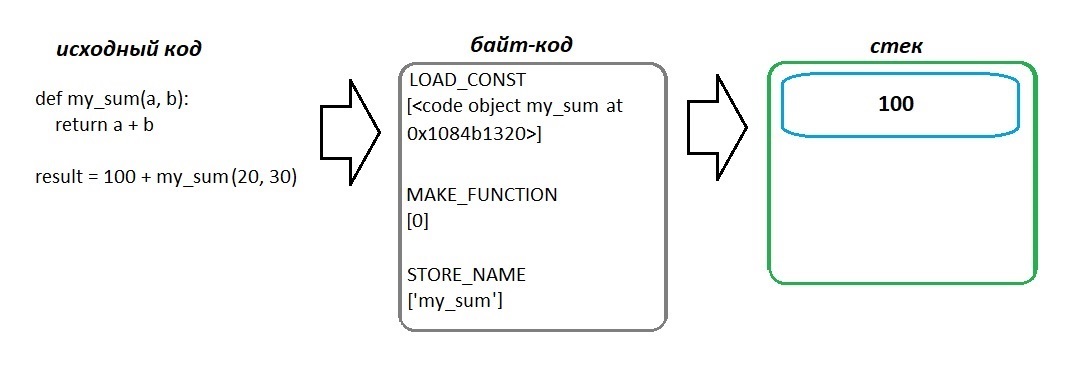 исходный код
def my_sum(a, b):
return a + b
result = 100 + my_sum(20, 30)
байт-код
LOAD_CONST
[<code object my_sum at
0x1084b1320>]
MAKE_FUNCTION
[0]
STORE_NAME
['my_sum']
стек
100